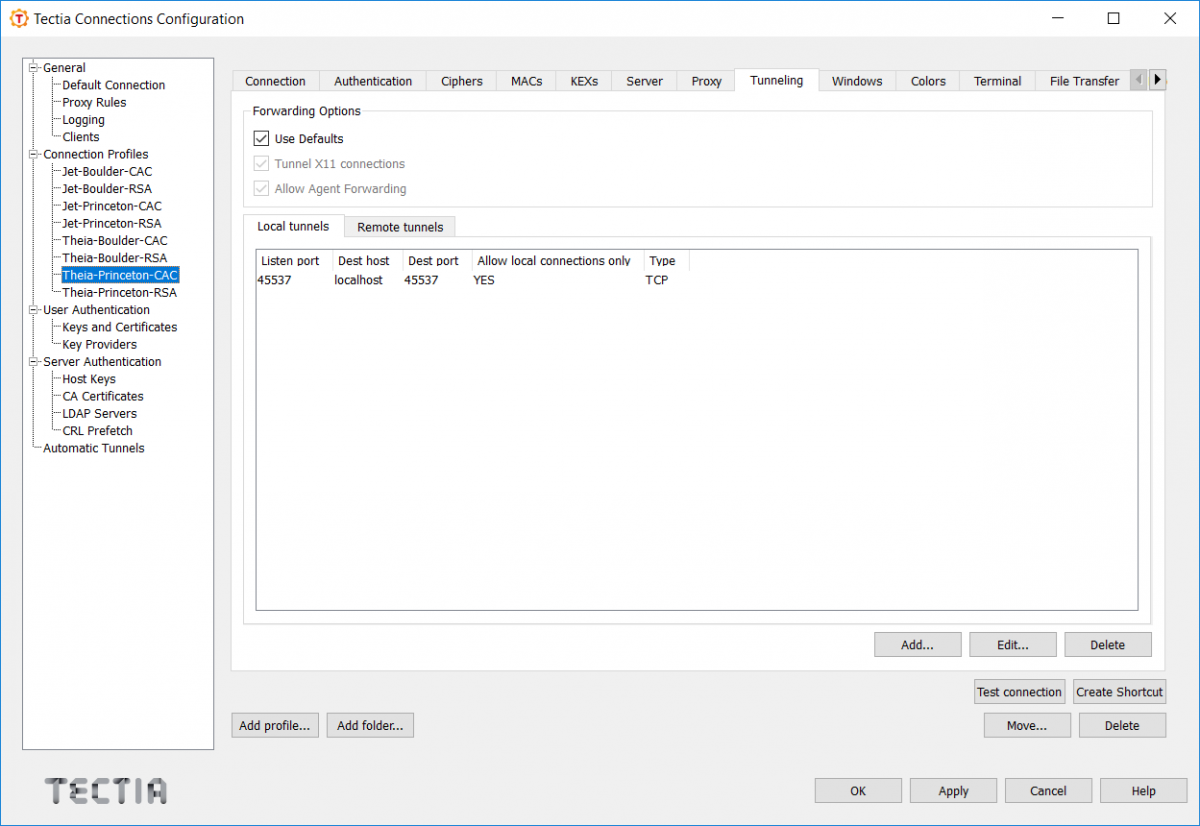 Tectia Connections Configuration
General
Default Connection
Proxy Rules
Logging
Clients
Connection Profiles
Jet-Boulder-CAC
Jet-Boulder-RSA
Jet-Princeton-CAC
Jet-Princeton-RSA
Theia-Boulder-CAC
Theia-Boulder-RSA
Theia-Princeton-CAC
Theia-Princeton-RSA
User Authentication
Keys and Certificates
Key Providers
Server Authentication
Host Keys
CA Certificates
LDAP Servers
CRL Prefetch
Automatic Tunnels
Connection Authentication Ciphers MACs KEXs Server Proxy Tunneling Windows Colors Terminal File Transfer
Forwarding Options
Use Defaults
Tunnel X11 connections
Allow Agent Forwarding
Local tunnels Remote tunnels
Listen port Dest host Dest port Allow local connections only Type
45537 localhost 45537 YES TCP
Add... Edit... Delete
Test connection Create Shortcut
Add profile... Add folder... Move... Delete
TECTIA
OK Apply Cancel Help